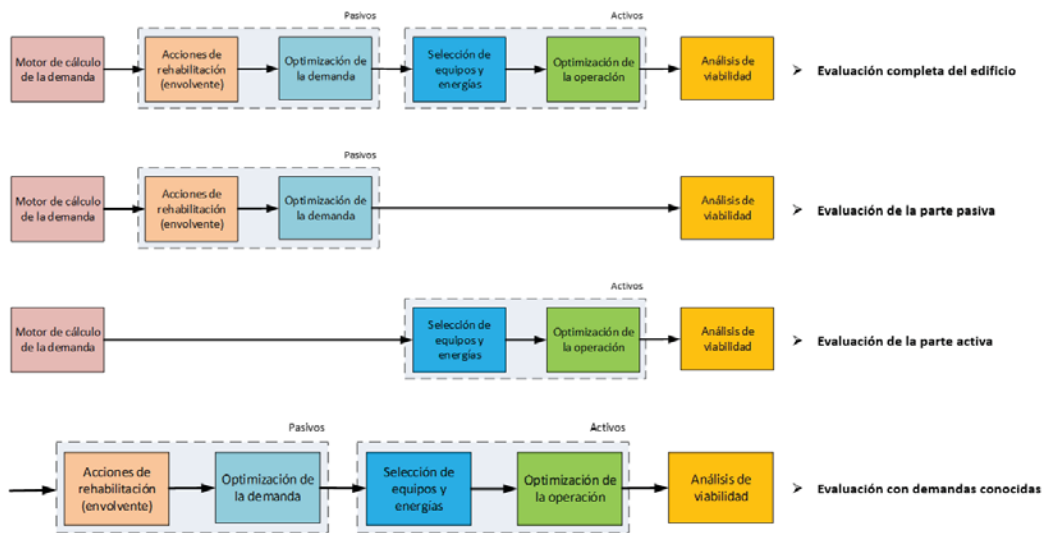 Pasivos
Activos
Motor de cálculo
de la demanda
Acciones de
rehabilitación
(envolvente)
Optimización de
la demanda
Selección de
equipos y
energías
Optimización de
la operación
Análisis de
viabilidad
➤ Evaluación completa del edificio
Pasivos
Motor de cálculo
de la demanda
Acciones de
rehabilitación
(envolvente)
Optimización de
la demanda
Análisis de
viabilidad
➤ Evaluación de la parte pasiva
Activos
Motor de cálculo
de la demanda
Selección de
equipos y
energías
Optimización de
la operación
Análisis de
viabilidad
➤ Evaluación de la parte activa
Pasivos
Activos
Acciones de
rehabilitación
(envolvente)
Optimización de
la demanda
Selección de
equipos y
energías
Optimización de
la operación
Análisis de
viabilidad
➤ Evaluación con demandas conocidas